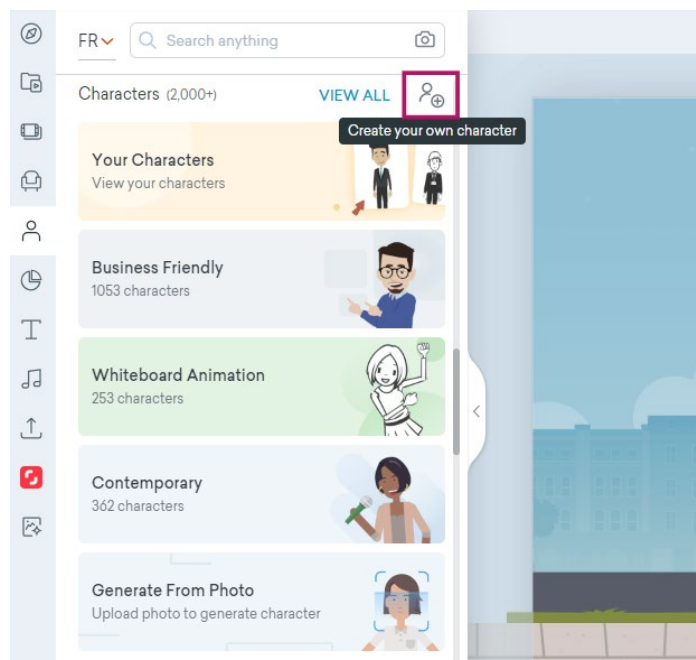 FR
Search anything
Characters (2,000+)
VIEW ALL
Create your own character
Your Characters
View your characters
Business Friendly
1053 characters
Whiteboard Animation
253 characters
Contemporary
362 characters
Generate From Photo
Upload photo to generate character